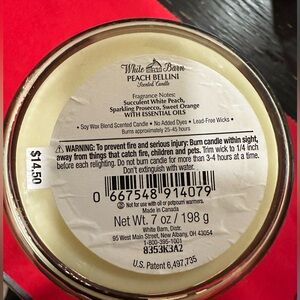 White Barn
PEACH BELLINI
Scented Candle
Fragrance Notes:
Succulent White Peach,
Sparkling Prosecco, Sweet Orange
WITH ESSENTIAL OILS
• Soy Wax Blend Scented Candle • No Added Dyes • Lead-Free Wicks •
Burns approximately 25-45 hours
$14.50
⚠ WARNING: To prevent fire and serious injury: Burn candle within sight,
away from things that catch fire, children and pets. Trim wick to 1/4 inch
before each relighting. Do not burn candle for more than 3-4 hours at a time.
Don't extinguish with water.
0 667548 914079
Not for use with oil or potpourri warmers.
Made in Canada
Net Wt. 7 oz / 198 g
White Barn, Distr.
95 West Main Street, New Albany, OH 43054
1-800-395-1001
8353K3A2
U.S. Patent 6,497,735